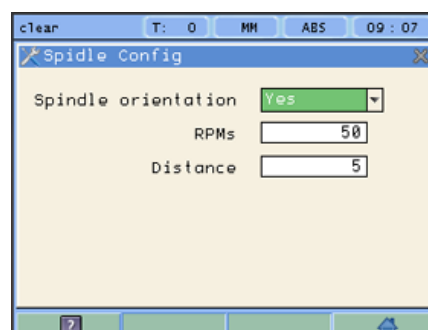 clear T: 0 MM ABS 09 : 07
Spidle Config
Spindle orientation Yes
RPMs 50
Distance 5
?